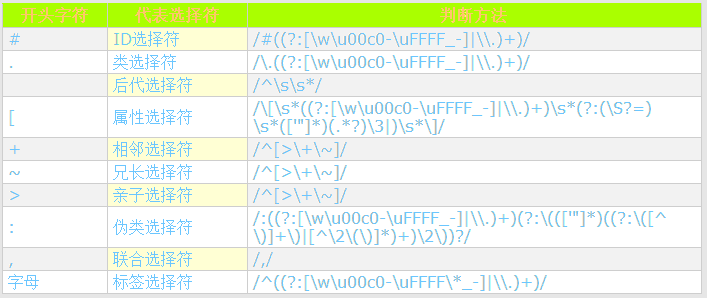 开头字符 代表选择符 判断方认
# ID选择符 /#((?:[\w\u00c0-\uFFFF_-]|\\.)+)/
. 类选择符 /\.((?:[\w\u00c0-\uFFFF_-]|\\.)+)/
后代选择符 /^\s\s*/
[ 属性选择符 /\[\s*((?:[\w\u00c0-\uFFFF_-]|\\.)+)\s*(?:(\S?=)
\s*(['"]*)(.*?)\3|)\s*\]/
+ 相邻选择符 /^[>\+\~]/
~ 兄长选择符 /^[>\+\~]/
> 亲子选择符 /^[>\+\~]/
: 伪类选择符 /:((?:[\w\u00c0-\uFFFF_-]|\\.)+)(?:\((['"]*)((?:\([^
\)]+\)|[^\2\(\)]*)+)\2\))?/
, 联合选择符 /,/
字母 标签选择符 /^((?:[\w\u00c0-\uFFFF\*_-]|\\.)+)/